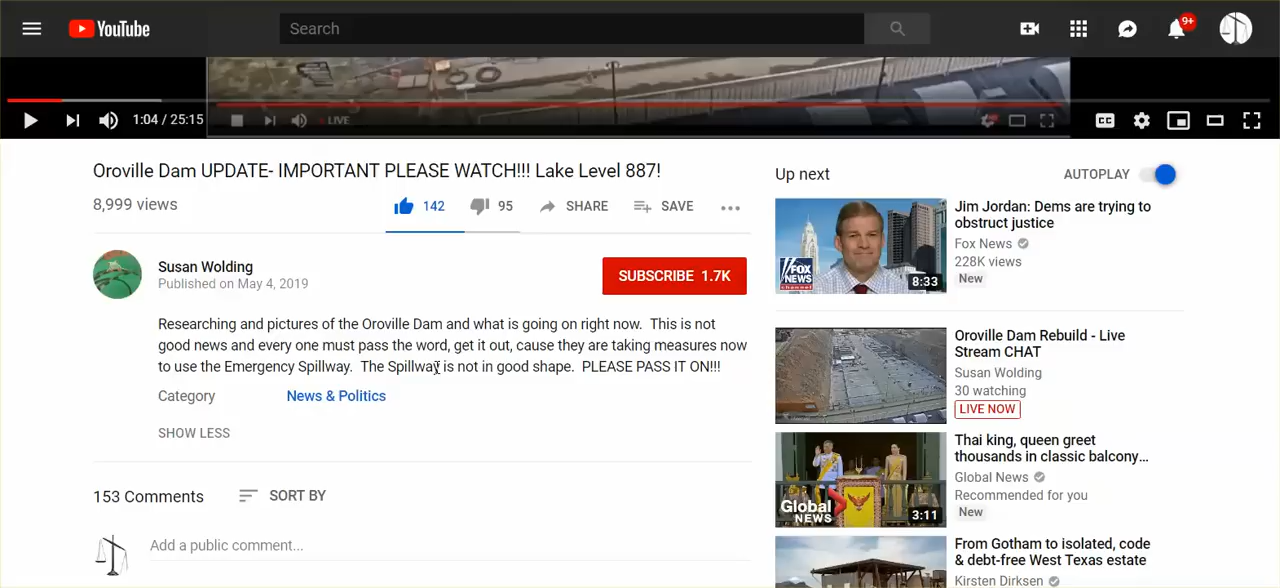 YouTube
Search
9+
1:04 / 25:15
LIVE
CC
Oroville Dam UPDATE- IMPORTANT PLEASE WATCH!!! Lake Level 887!
8,999 views
142
95
SHARE
SAVE
Susan Wolding
Published on May 4, 2019
SUBSCRIBE 1.7K
Researching and pictures of the Oroville Dam and what is going on right now. This is not
good news and every one must pass the word, get it out, cause they are taking measures now
to use the Emergency Spillway. The Spillway is not in good shape. PLEASE PASS IT ON!!!
Category
News & Politics
SHOW LESS
153 Comments
SORT BY
Add a public comment...
Up next
AUTOPLAY
FOX
NEWS
channel
8:33
Jim Jordan: Dems are trying to
obstruct justice
Fox News
228K views
New
Oroville Dam Rebuild - Live
Stream CHAT
Susan Wolding
30 watching
LIVE NOW
Global
NEWS
3:11
Thai king, queen greet
thousands in classic balcony...
Global News
Recommended for you
New
From Gotham to isolated, code
& debt-free West Texas estate
Kirsten Dirksen